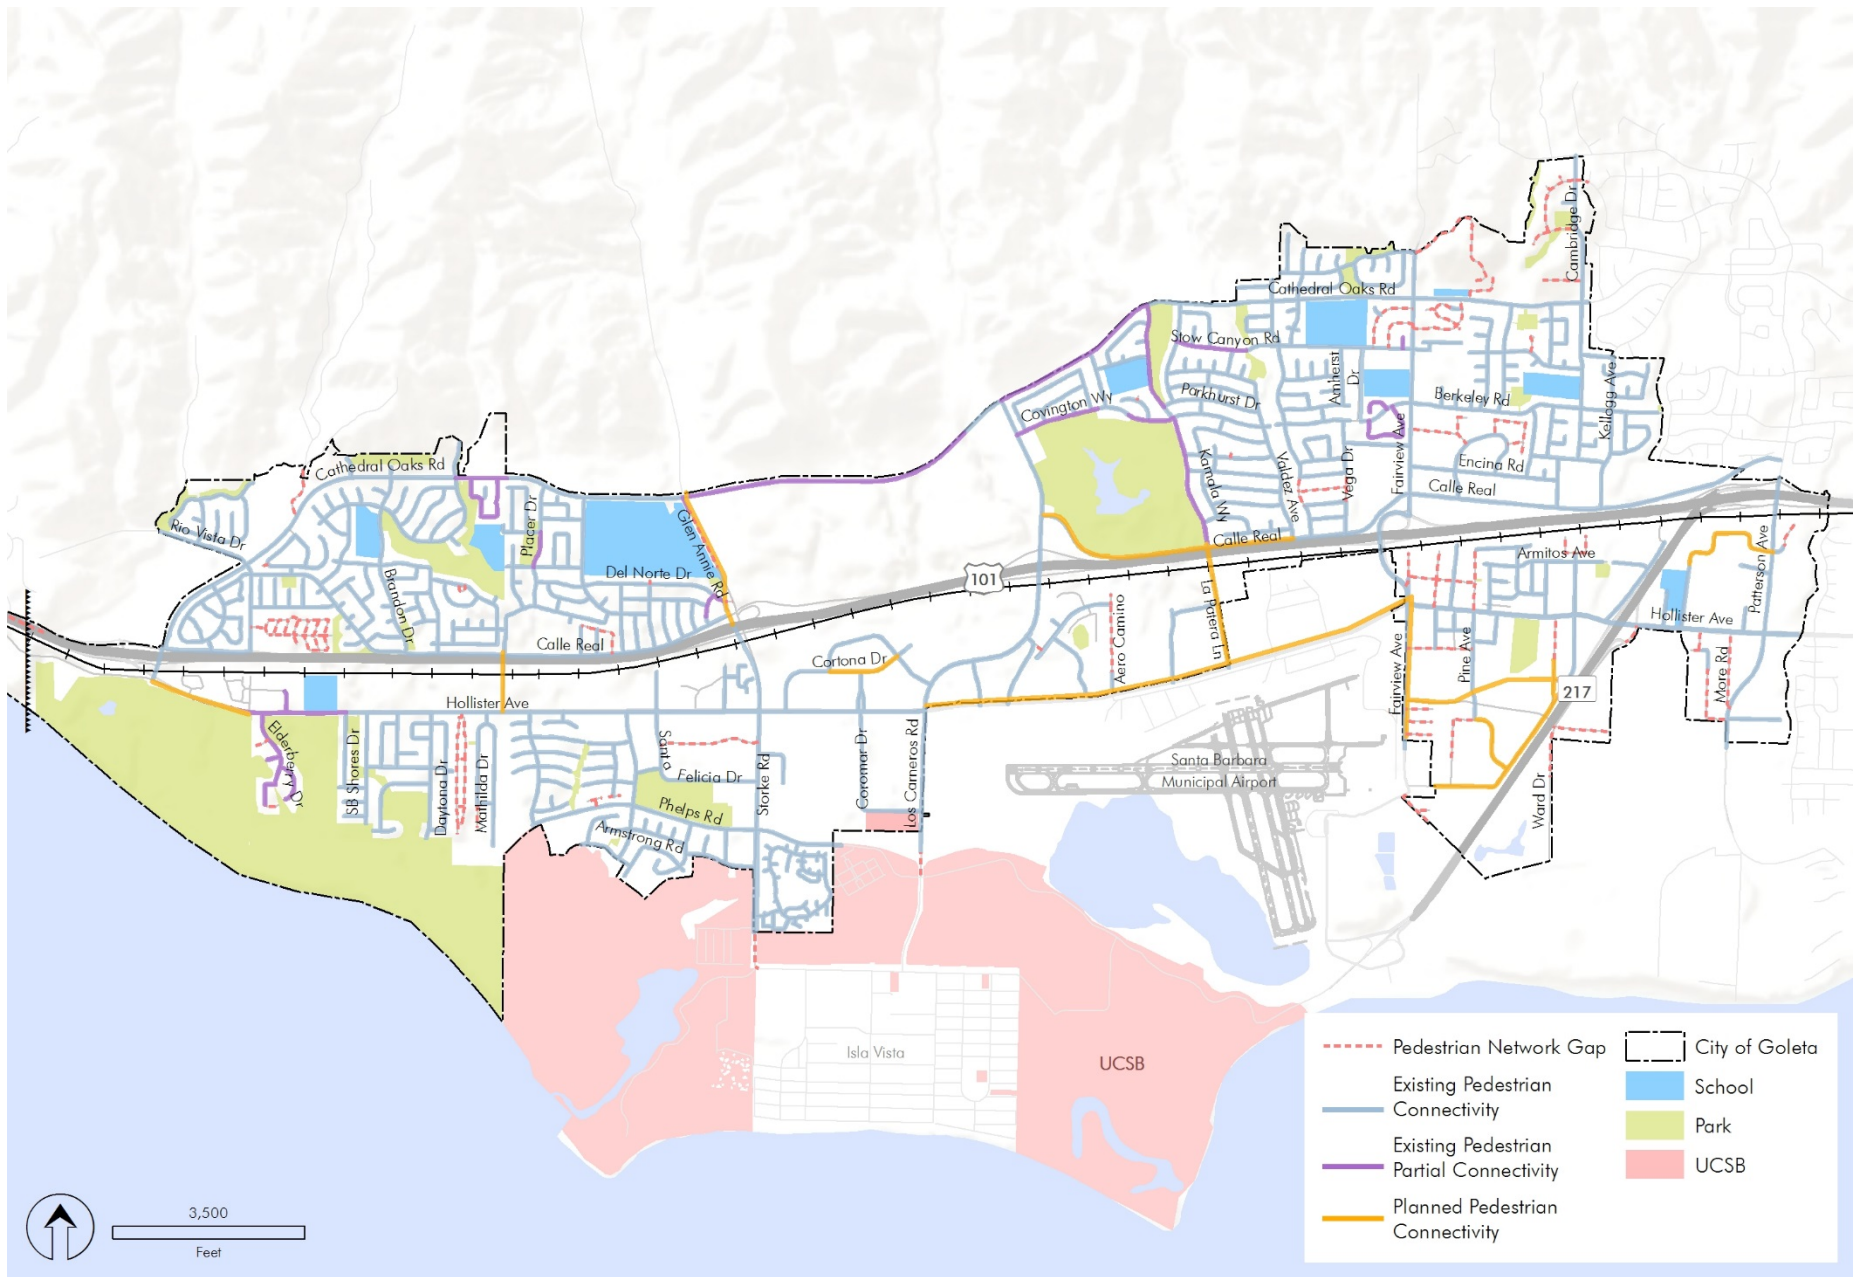 Cambridge Dr
Cathedral Oaks Rd
Stow Canyon Rd
Amherst
Dr
Parkhurst Dr
Covington Wy
Berkeley Rd
Kellogg Ave
Fairview Ave
Kamala Wy
Valdez Ave
Vega Dr
Encina Rd
Calle Real
Cathedral Oaks Rd
Rio Vista Dr
Placer Dr
Glen Annie Rd
Del Norte Dr
Brandon Dr
Calle Real
101
Calle Real
Armitos Ave
Patterson Ave
Hollister Ave
La Patera Ln
Aero Camino
Cortona Dr
Fairview Ave
Pine Ave
More Rd
217
Hollister Ave
Elderberry Dr
SB Shores Dr
Daytona Dr
Mathilda Dr
Santa
Felicia Dr
Storke Rd
Coromar Dr
Los Carneros Rd
Phelps Rd
Armstrong Rd
Santa Barbara
Municipal Airport
Ward Dr
Isla Vista
UCSB
Pedestrian Network Gap
Existing Pedestrian
Connectivity
Existing Pedestrian
Partial Connectivity
Planned Pedestrian
Connectivity
City of Goleta
School
Park
UCSB
3,500
Feet